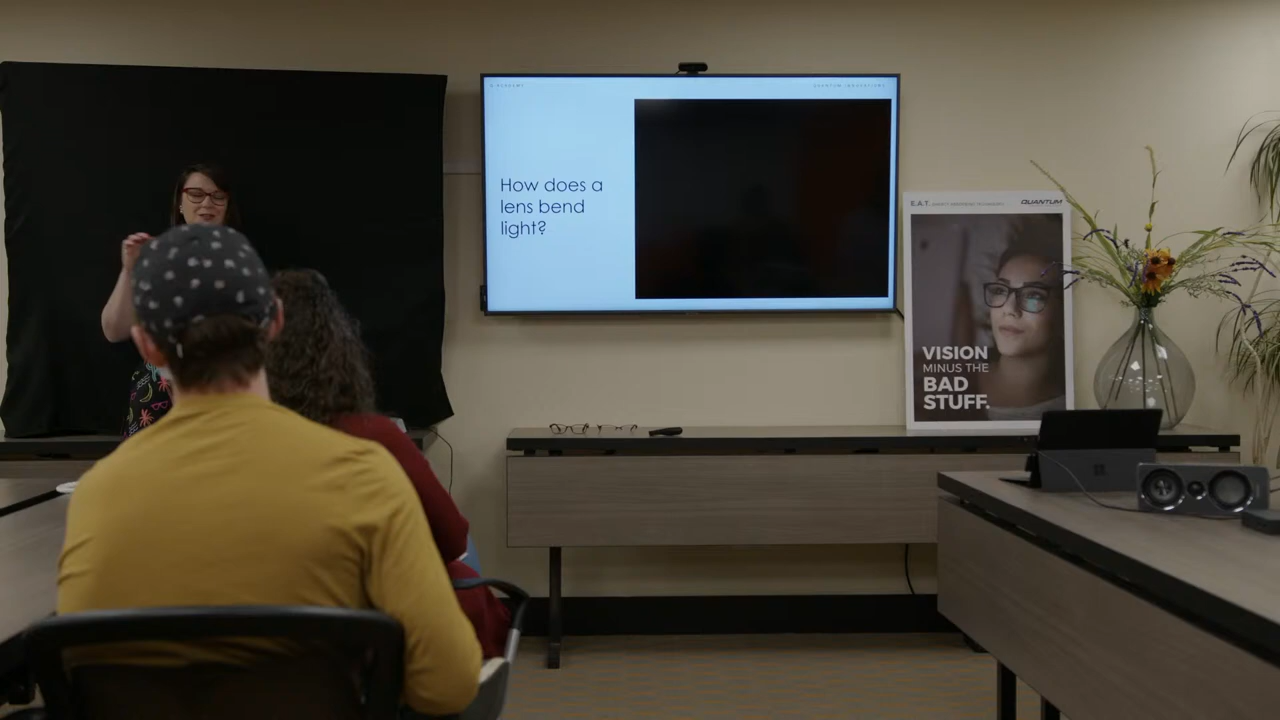 How does a
lens bend
light?
E.A.T.
QUANTUM
VISION
MINUS THE
BAD
STUFF.